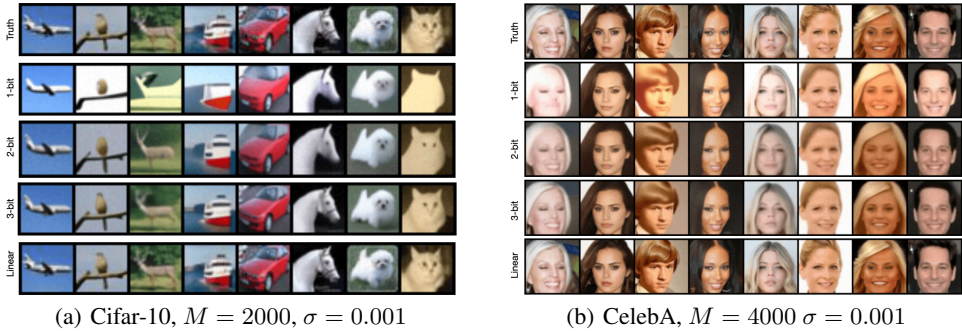 Truth
1-bit
2-bit
3-bit
Linear
(a) Cifar-10, M = 2000, σ = 0.001
Truth
1-bit
2-bit
3-bit
Linear
(b) CelebA, M = 4000 σ = 0.001